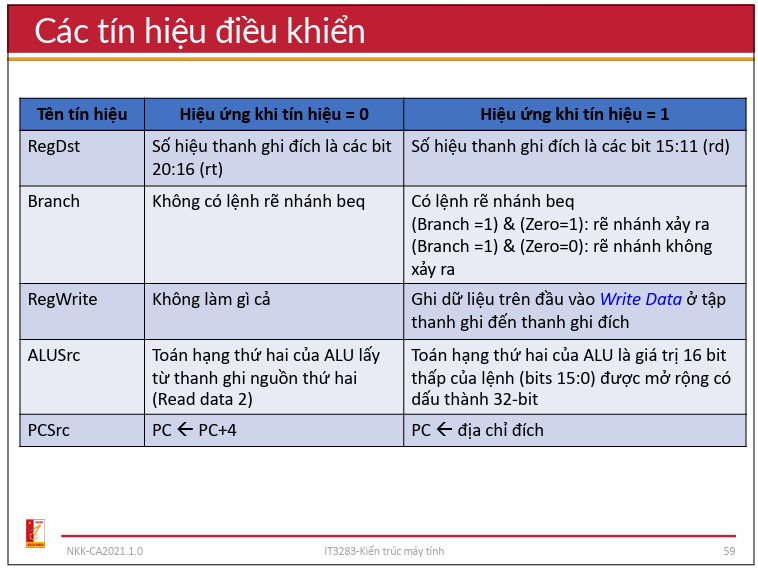 Các tín hiệu điều khiển
Tên tín hiệu
Hiệu ứng khi tín hiệu = 0
Hiệu ứng khi tín hiệu = 1
RegDst
Số hiệu thanh ghi đích là các bit
20:16 (rt)
Số hiệu thanh ghi đích là các bit 15:11 (rd)
Branch
Không có lệnh rẽ nhánh beq
Có lệnh rẽ nhánh beq
(Branch =1) & (Zero=1): rẽ nhánh xảy ra
(Branch =1) & (Zero=0): rẽ nhánh không
xảy ra
RegWrite
Không làm gì cả
Ghi dữ liệu trên đầu vào Write Data ở tập
thanh ghi đến thanh ghi đích
ALUSrc
Toán hạng thứ hai của ALU lấy
từ thanh ghi nguồn thứ hai
(Read data 2)
Toán hạng thứ hai của ALU là giá trị 16 bit
thấp của lệnh (bits 15:0) được mở rộng có
dấu thành 32-bit
PCSrc
PC ← PC+4
PC ← địa chỉ đích
NKK-CA2021.1.0
IT3283-Kiến trúc máy tính
59